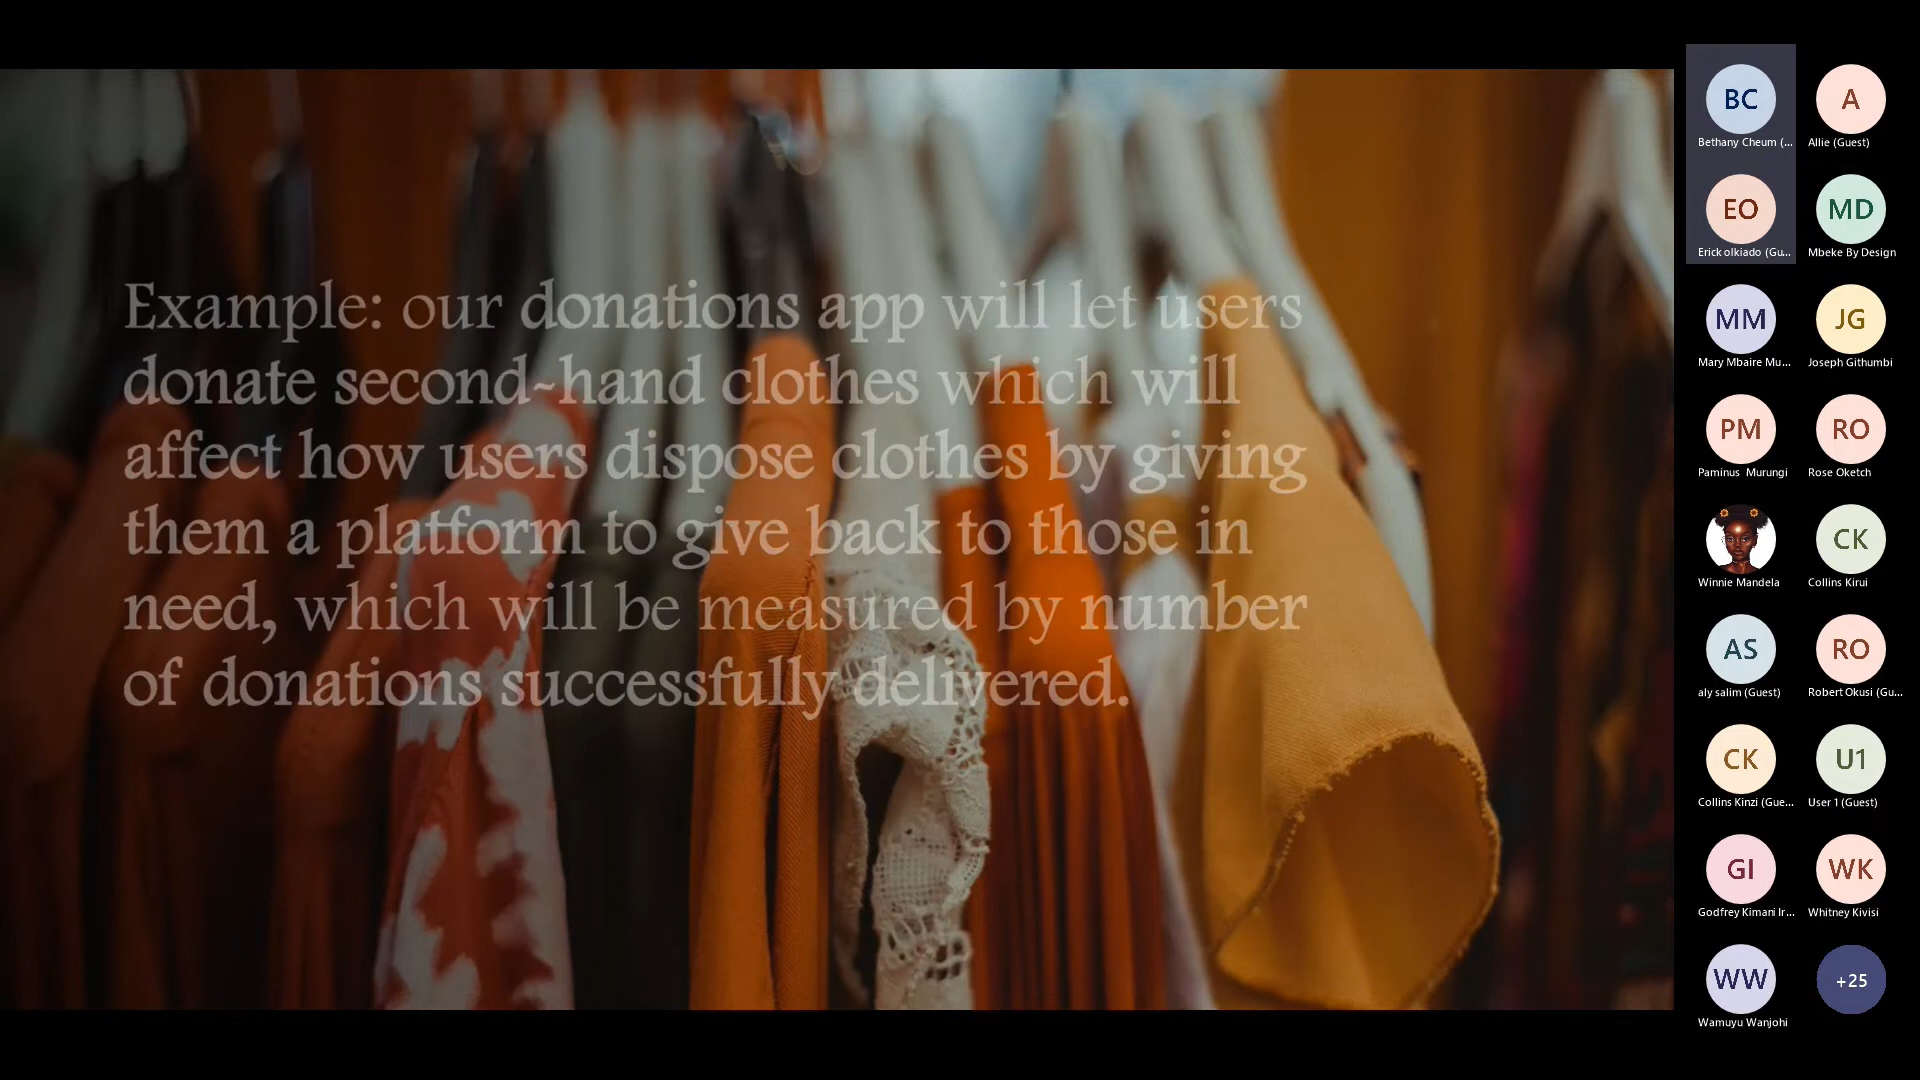 Example: our donations app will let users
donate second-hand clothes which will
affect how users dispose clothes by giving
them a platform to give back to those in
need, which will be measured by number
of donations successfully delivered.
BC
Bethany Cheum (...
A
Allie (Guest)
EO
Erick olkiado (Gu...
MD
Mbeke By Design
MM
Mary Mbaire Mu...
JG
Joseph Githumbi
PM
Paminus Murungi
RO
Rose Oketch
Winnie Mandela
CK
Collins Kirui
AS
aly salim (Guest)
RO
Robert Okusi (Gu...
CK
Collins Kinzi (Gue...
U1
User 1 (Guest)
GI
Godfrey Kimani Ir...
WK
Whitney Kivisi
WW
Wamuyu Wanjohi
+25